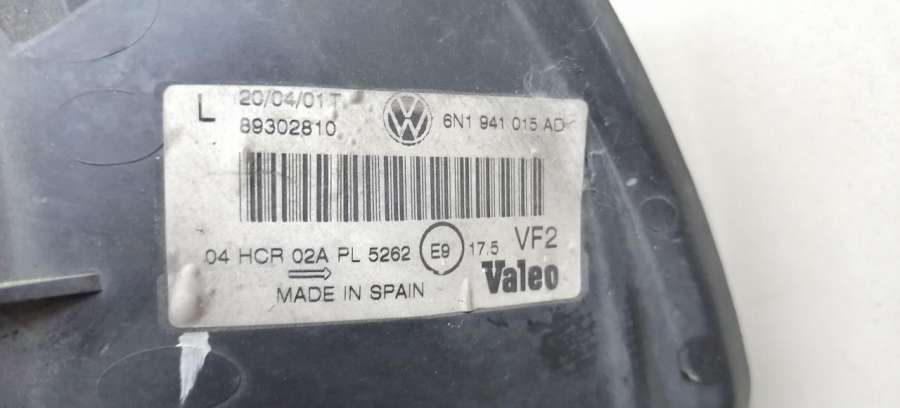 L 20/04/01 T
89302810 6N1 941 015 AD
04 HCR 02A PL 5262 E9 17.5 VF2
MADE IN SPAIN Valeo